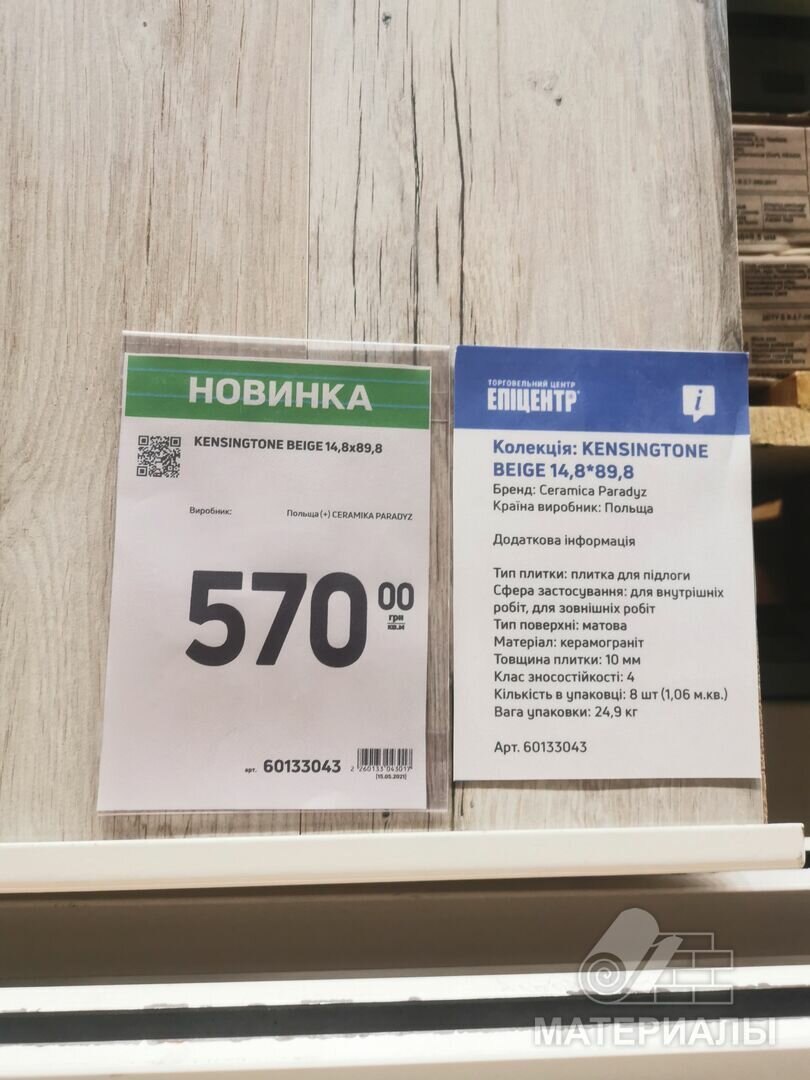 НОВИНКА
KENSINGTONE BEIGE 14,8x89,8
Виробник: Польща (+) CERAMIKA PARADYZ
570 00
грн
кв.м
арт. 60133043
2 260133 043017
[15.05.2021]
ТОРГОВЕЛЬНИЙ ЦЕНТР
ЕПІЦЕНТР
i
Колекція: KENSINGTONE
BEIGE 14,8*89,8
Бренд: Ceramica Paradyz
Країна виробник: Польща
Додаткова інформація
Тип плитки: плитка для підлоги
Сфера застосування: для внутрішніх
робіт, для зовнішніх робіт
Тип поверхні: матова
Матеріал: керамограніт
Товщина плитки: 10 мм
Клас зносостійкості: 4
Кількість в упаковці: 8 шт (1,06 м.кв.)
Вага упаковки: 24,9 кг
Арт. 60133043
МАТЕРИАЛЫ